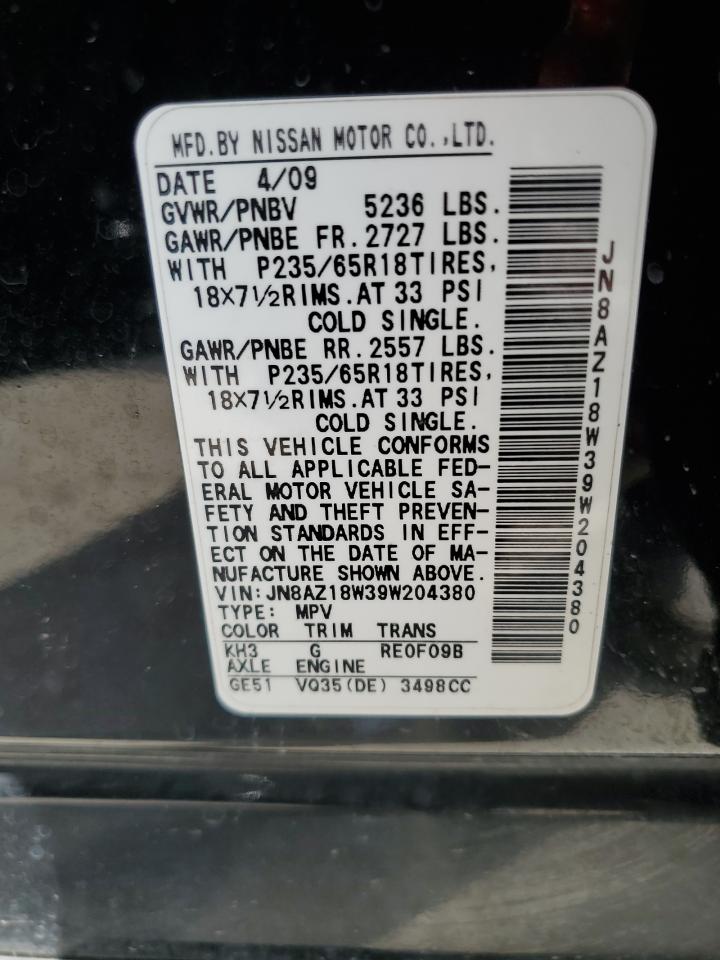 MFD.BY NISSAN MOTOR CO.,LTD.
DATE 4/09
GVWR/PNBV 5236 LBS.
GAWR/PNBE FR.2727 LBS.
WITH P235/65R18TIRES,
18X7½RIMS.AT 33 PSI
COLD SINGLE.
GAWR/PNBE RR.2557 LBS.
WITH P235/65R18TIRES,
18X7½RIMS.AT 33 PSI
COLD SINGLE.
THIS VEHICLE CONFORMS
TO ALL APPLICABLE FED-
ERAL MOTOR VEHICLE SA-
FETY AND THEFT PREVEN-
TION STANDARDS IN EFF-
ECT ON THE DATE OF MA-
NUFACTURE SHOWN ABOVE.
VIN:JN8AZ18W39W204380
TYPE: MPV
COLOR TRIM TRANS
KH3 G RE0F09B
AXLE ENGINE
GE51 VQ35(DE) 3498CC
JN8AZ18W39W204380